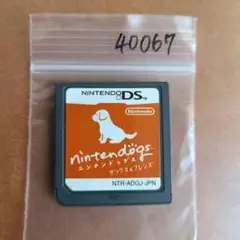 40067
NINTENDO DS
Nintendo
nintendogs
ニンテンドッグス
ダックス&フレンズ
NTR-ADGJ-JPN